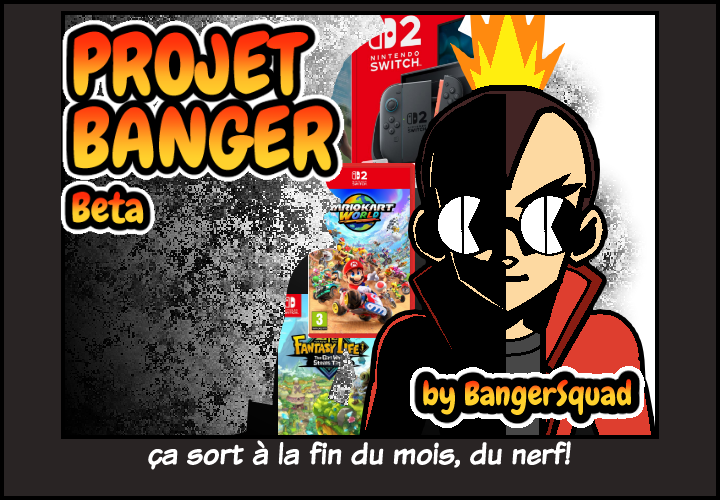 PROJET
BANGER
Beta
2
NINTENDO
SWITCH
2
MARIOKART
WORLD
3
FANTASY LIFE
by BangerSquad
ça sort à la fin du mois, du nerf!